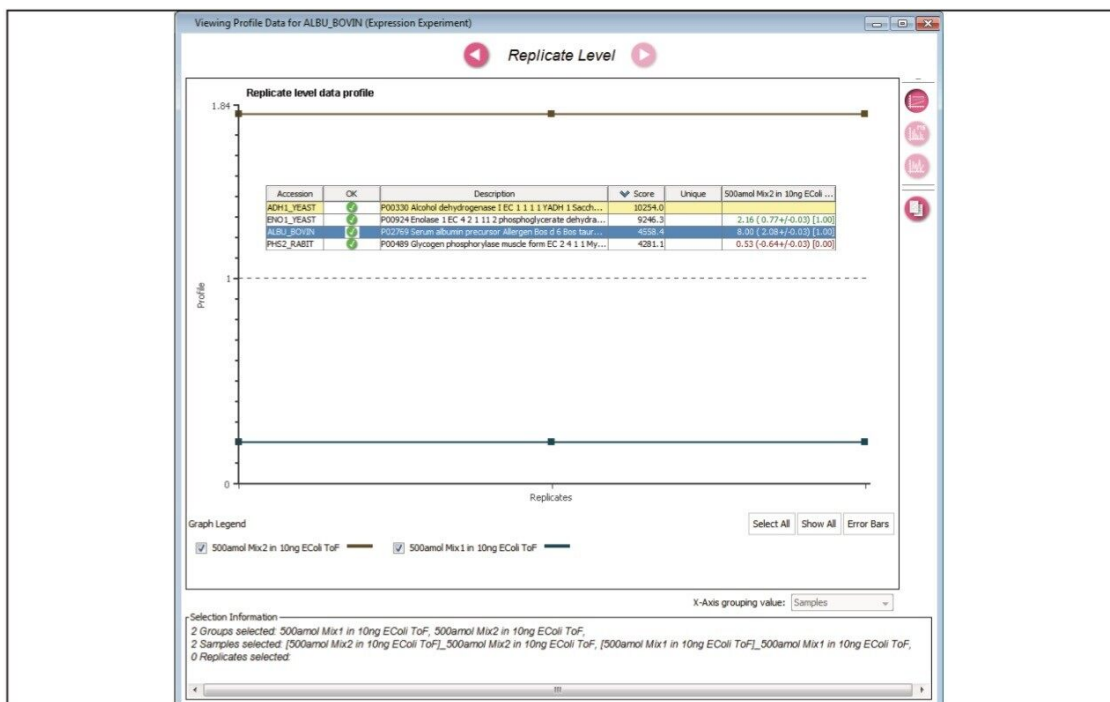 Viewing Profile Data for ALBU_BOVIN (Expression Experiment)
Replicate Level
Replicate level data profile
1.84
Accession OK Description Score Unique 500amol Mix2 in 10ng EColi ...
ADH1_YEAST P00330 Alcohol dehydrogenase I EC 1 1 1 1 YADH 1 Sacch... 10254.0
ENO1_YEAST P00924 Enolase 1 EC 4 2 1 11 2 phosphoglycerate dehydra... 9246.3 2.16 ( 0.77+/-0.03) [1.00]
ALBU_BOVIN P02769 Serum albumin precursor Allergen Bos d 6 Bos taur... 4558.4 8.00 ( 2.08+/-0.03) [1.00]
PHS2_RABIT P00489 Glycogen phosphorylase muscle form EC 2 4 1 1 My... 4281.1 0.53 (-0.64+/-0.03) [0.00]
1
Profile
0
Replicates
Graph Legend
Select All Show All Error Bars
500amol Mix2 in 10ng EColi ToF 500amol Mix1 in 10ng EColi ToF
X-Axis grouping value: Samples
Selection Information
2 Groups selected: 500amol Mix1 in 10ng EColi ToF, 500amol Mix2 in 10ng EColi ToF,
2 Samples selected: [500amol Mix2 in 10ng EColi ToF]_500amol Mix2 in 10ng EColi ToF, [500amol Mix1 in 10ng EColi ToF]_500amol Mix1 in 10ng EColi ToF,
0 Replicates selected: